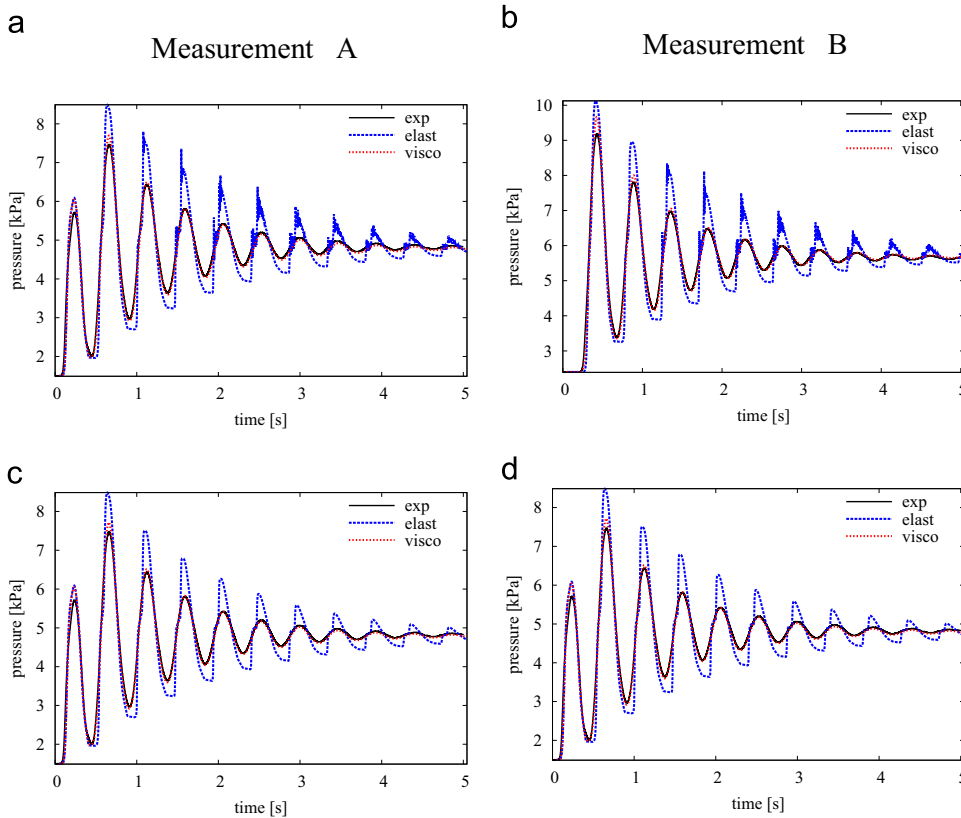 a
Measurement A
b
Measurement B
exp
elast
visco
8
7
6
5
4
3
2
pressure [kPa]
0 1 2 3 4 5
time [s]
exp
elast
visco
10
9
8
7
6
5
4
3
pressure [kPa]
0 1 2 3 4 5
time [s]
c
exp
elast
visco
8
7
6
5
4
3
2
pressure [kPa]
0 1 2 3 4 5
time [s]
d
exp
elast
visco
8
7
6
5
4
3
2
pressure [kPa]
0 1 2 3 4 5
time [s]